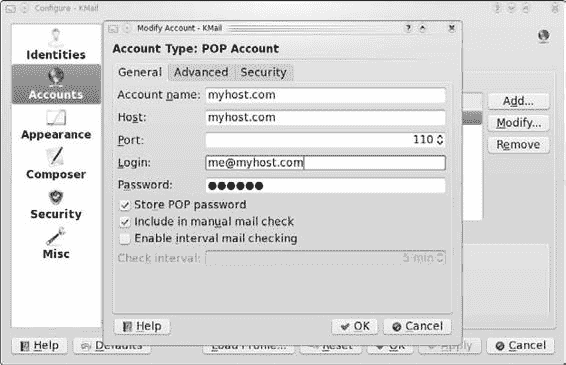 Configure - KMail
Modify Account - KMail
Account Type: POP Account
General Advanced Security
Account name: myhost.com
Host: myhost.com
Port: 110
Login: me@myhost.com
Password: ●●●●●●
Store POP password
Include in manual mail check
Enable interval mail checking
Check interval: 5 min
Help OK Cancel
Identities
Accounts
Appearance
Composer
Security
Misc
Add...
Modify...
Remove
Help Defaults Load Profile... Reset OK Apply Cancel